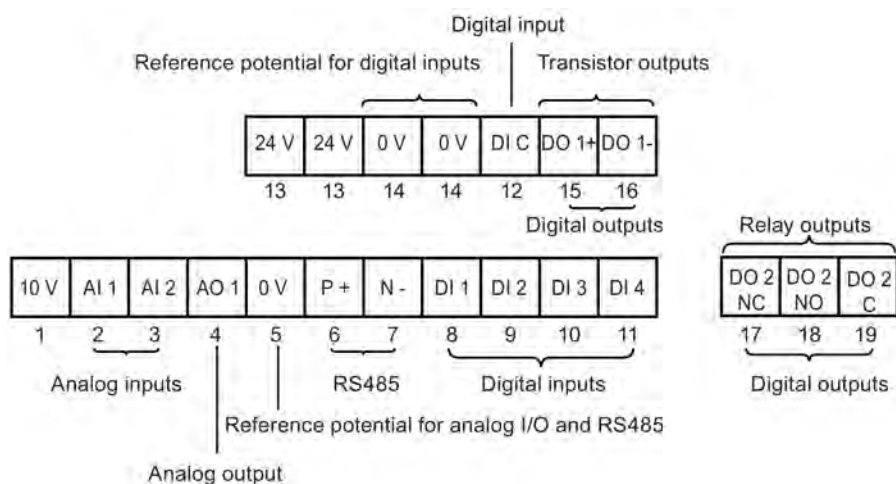 Digital input
Reference potential for digital inputs Transistor outputs
24 V 24 V 0 V 0 V DI C DO 1+ DO 1-
13 13 14 14 12 15 16
Digital outputs
Relay outputs
10 V AI 1 AI 2 AO 1 0 V P + N - DI 1 DI 2 DI 3 DI 4 DO 2 NC DO 2 NO DO 2 C
1 2 3 4 5 6 7 8 9 10 11 17 18 19
Analog inputs RS485 Digital inputs Digital outputs
Reference potential for analog I/O and RS485
Analog output